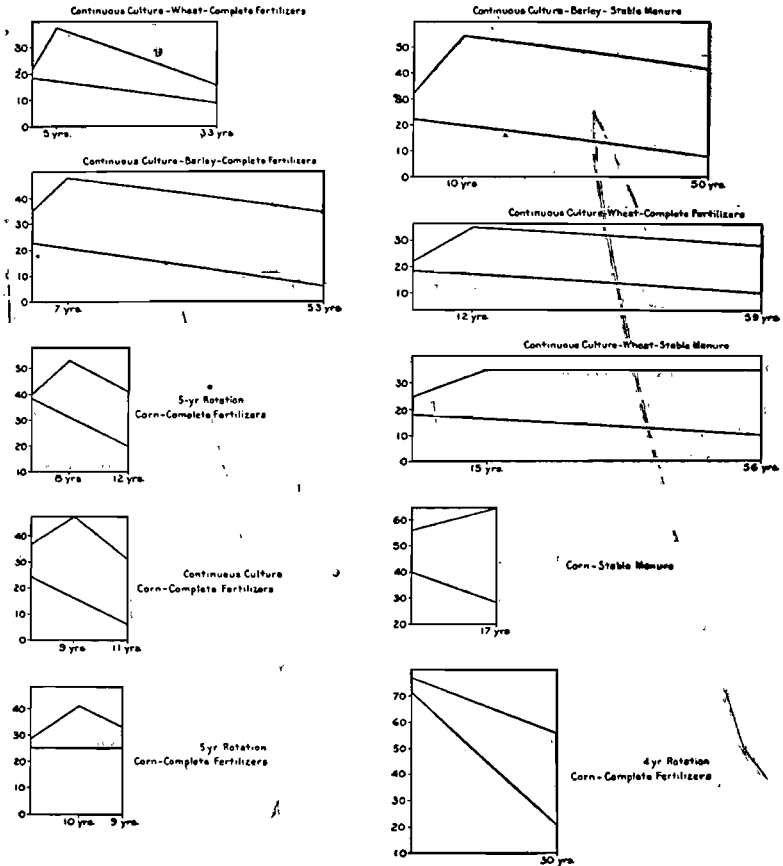 Continuous Culture-Wheat-Complete Fertilizers
30
20
10
0
5 yrs.
33 yrs
Continuous Culture-Barley-Complete Fertilizers
40
30
20
10
0
7 yrs.
53 yrs
50
40
30
20
10
8 yrs.
12 yrs.
5-yr Rotation
Corn-Complete Fertilizers
40
30
20
10
0
9 yrs.
11 yrs.
Continuous Culture
Corn-Complete Fertilizers
40
30
20
10
0
10 yrs.
9 yrs.
5yr Rotation
Corn-Complete Fertilizers
Continuous Culture-Barley-Stable Manure
50
40
30
20
10
0
10 yrs.
50 yrs.
Continuous Culture-Wheat-Complete Fertilizers
30
20
10
12 yrs.
59 yrs.
Continuous Culture-Wheat-Stable Manure
30
20
10
0
15 yrs.
56 yrs.
60
50
40
30
20
17 yrs
Corn-Stable Manure
70
60
50
40
30
20
10
30 yrs.
4yr Rotation
Corn-Complete Fertilizers